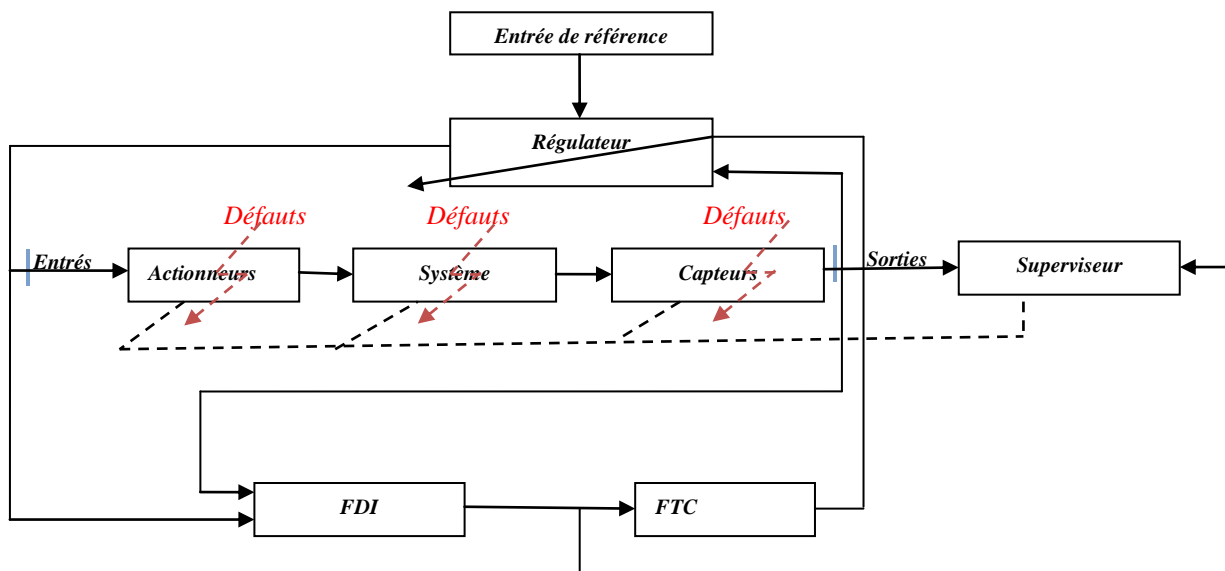 Entrée de référence
Régulateur
Défauts
Défauts
Défauts
Entrés
Actionneurs
Système
Capteurs
Sorties
Superviseur
FDI
FTC